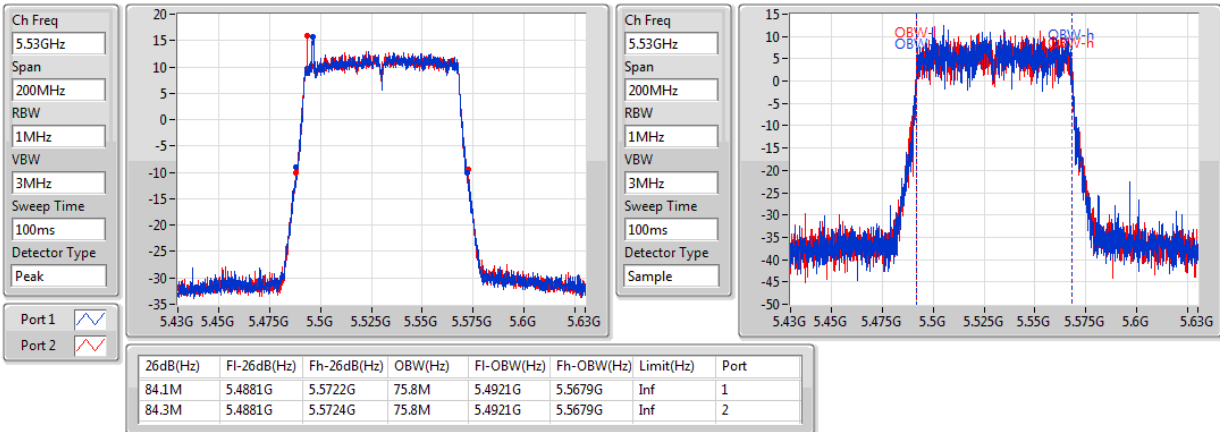 Ch Freq
5.53GHz
Span
200MHz
RBW
1MHz
VBW
3MHz
Sweep Time
100ms
Detector Type
Peak
Port 1
Port 2
20
15
10
5
0
-5
-10
-15
-20
-25
-30
-35
5.43G 5.45G 5.475G 5.5G 5.525G 5.55G 5.575G 5.6G 5.63G
Ch Freq
5.53GHz
Span
200MHz
RBW
1MHz
VBW
3MHz
Sweep Time
100ms
Detector Type
Sample
15
10
5
0
-5
-10
-15
-20
-25
-30
-35
-40
-45
-50
OBW-l
OBW-h
OBW-h
5.43G 5.45G 5.475G 5.5G 5.525G 5.55G 5.575G 5.6G 5.63G
26dB(Hz) Fl-26dB(Hz) Fh-26dB(Hz) OBW(Hz) Fl-OBW(Hz) Fh-OBW(Hz) Limit(Hz) Port
84.1M 5.4881G 5.5722G 75.8M 5.4921G 5.5679G Inf 1
84.3M 5.4881G 5.5724G 75.8M 5.4921G 5.5679G Inf 2